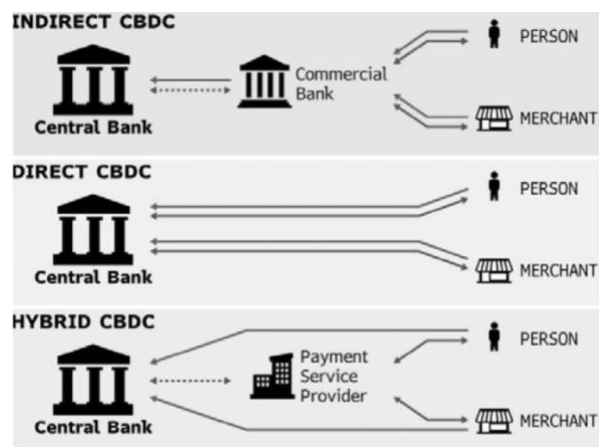 INDIRECT CBDC
PERSON
Commercial
Bank
Central Bank
MERCHANT
DIRECT CBDC
PERSON
Central Bank
MERCHANT
HYBRID CBDC
PERSON
Payment
Service
Provider
Central Bank
MERCHANT